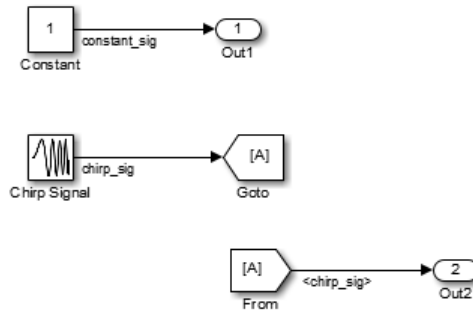 1
constant_sig
1
Constant
Out1
chirp_sig
[A]
Chirp Signal
Goto
[A]
<chirp_sig>
2
From
Out2